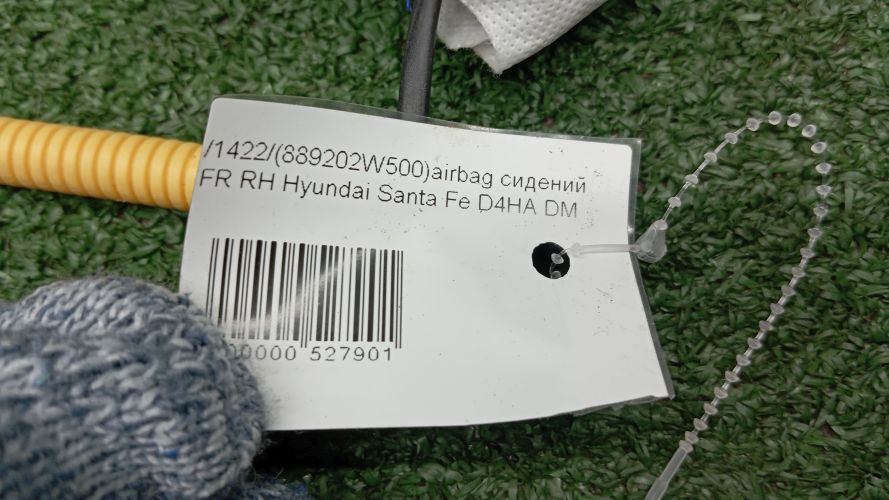 /1422/(889202W500)airbag сидений
FR RH Hyundai Santa Fe D4HA DM
00000 527901